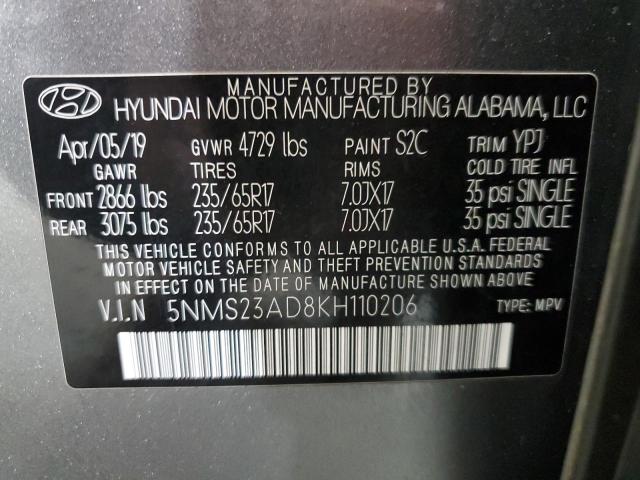 MANUFACTURED BY
HYUNDAI MOTOR MANUFACTURING ALABAMA, LLC
Apr/05/19 GVWR 4729 lbs PAINT S2C TRIM YPJ
GAWR TIRES RIMS COLD TIRE INFL
FRONT 2866 lbs 235/65R17 7.0JX17 35 psi SINGLE
REAR 3075 lbs 235/65R17 7.0JX17 35 psi SINGLE
THIS VEHICLE CONFORMS TO ALL APPLICABLE U.S.A. FEDERAL
MOTOR VEHICLE SAFETY AND THEFT PREVENTION STANDARDS
IN EFFECT ON THE DATE OF MANUFACTURE SHOWN ABOVE.
V.I.N 5NMS23AD8KH110206 TYPE: MPV